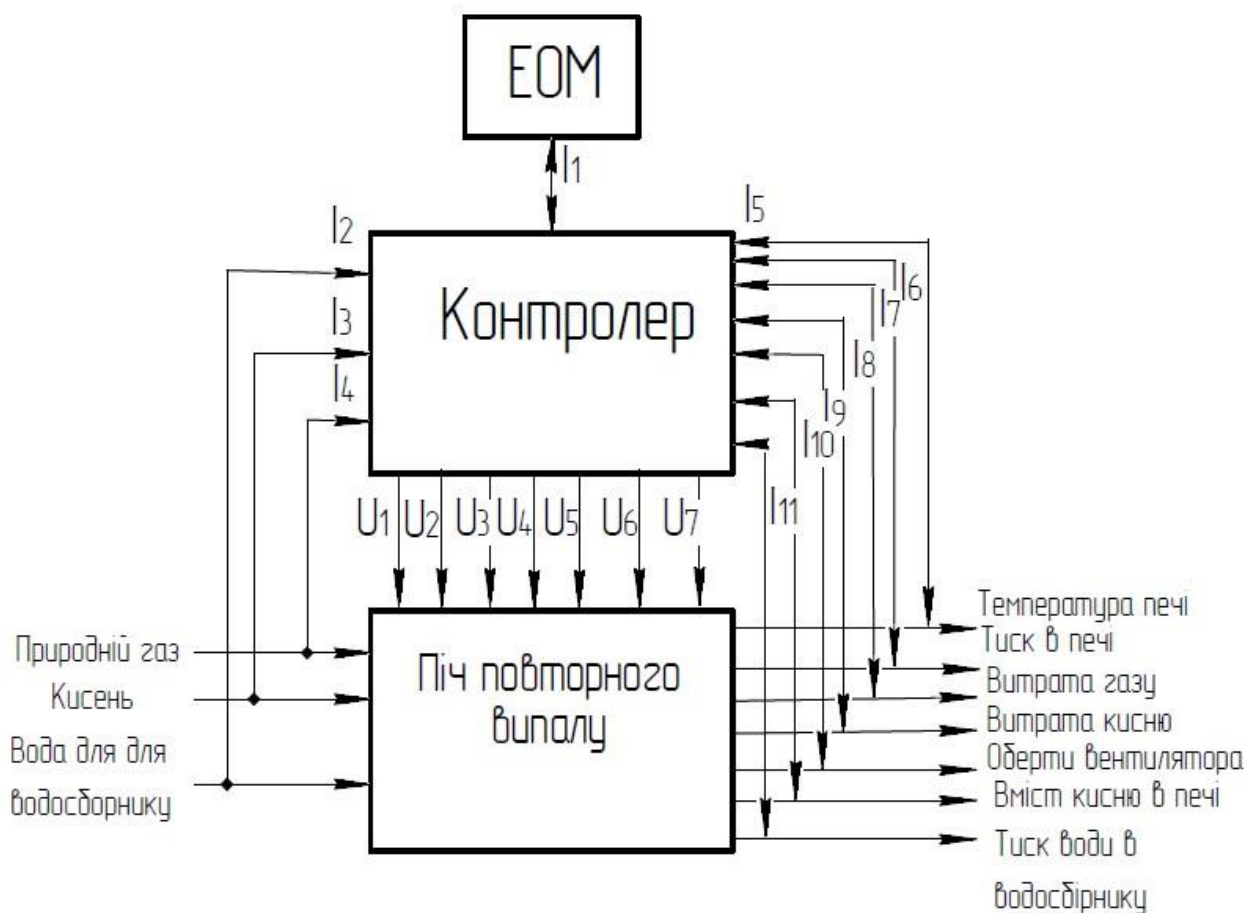 ЕОМ
I1
I2
I5
Контролер
I6
I3
I7
I4
I8
I9
I10
I11
U1 U2 U3 U4 U5 U6 U7
Природній газ
Кисень
Вода для для
водосборнику
Піч повторного
випалу
Температура печі
Тиск в печі
Витрата газу
Витрата кисню
Оберти вентилятора
Вміст кисню в печі
Тиск води в
водосбірнику